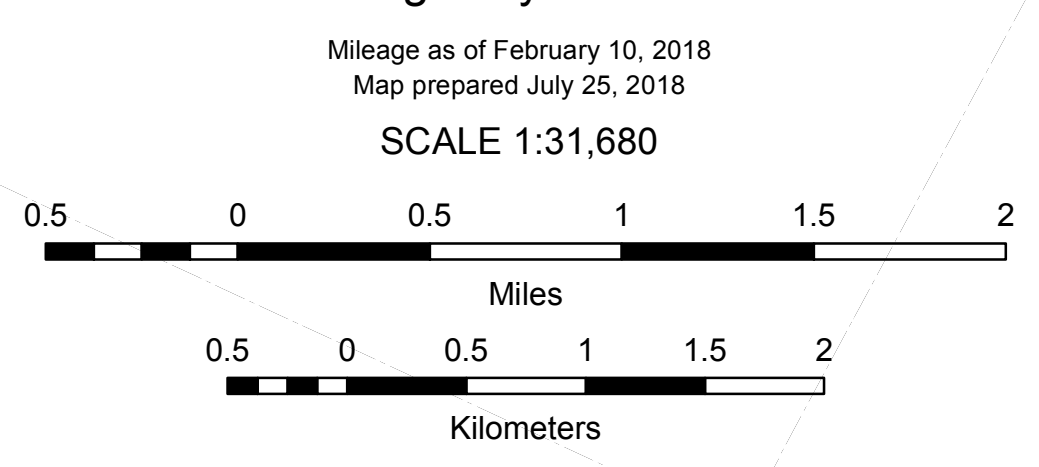 Mileage as of February 10, 2018
Map prepared July 25, 2018
SCALE 1:31,680
0.5 0 0.5 1 1.5 2
Miles
0.5 0 0.5 1 1.5 2
Kilometers